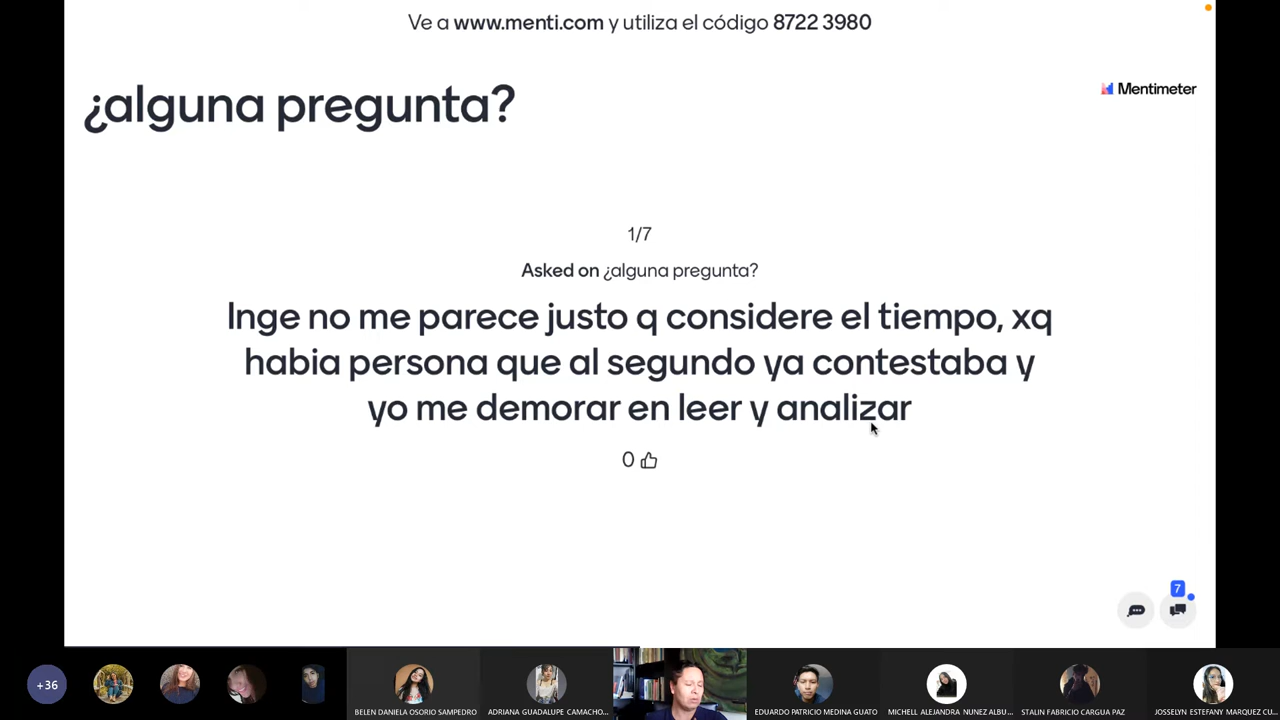 Ve a www.menti.com y utiliza el código 8722 3980
¿alguna pregunta?
Mentimeter
1/7
Asked on ¿alguna pregunta?
Inge no me parece justo q considere el tiempo, xq
habia persona que al segundo ya contestaba y
yo me demorar en leer y analizar
0
7
+36
BELEN DANIELA OSORIO SAMPEDRO
ADRIANA GUADALUPE CAMACHO...
EDUARDO PATRICIO MEDINA GUATO
MICHELL ALEJANDRA NUNEZ ALBU...
STALIN FABRICIO CARGUA PAZ
JOSSELYN ESTEFANY MARQUEZ CU...